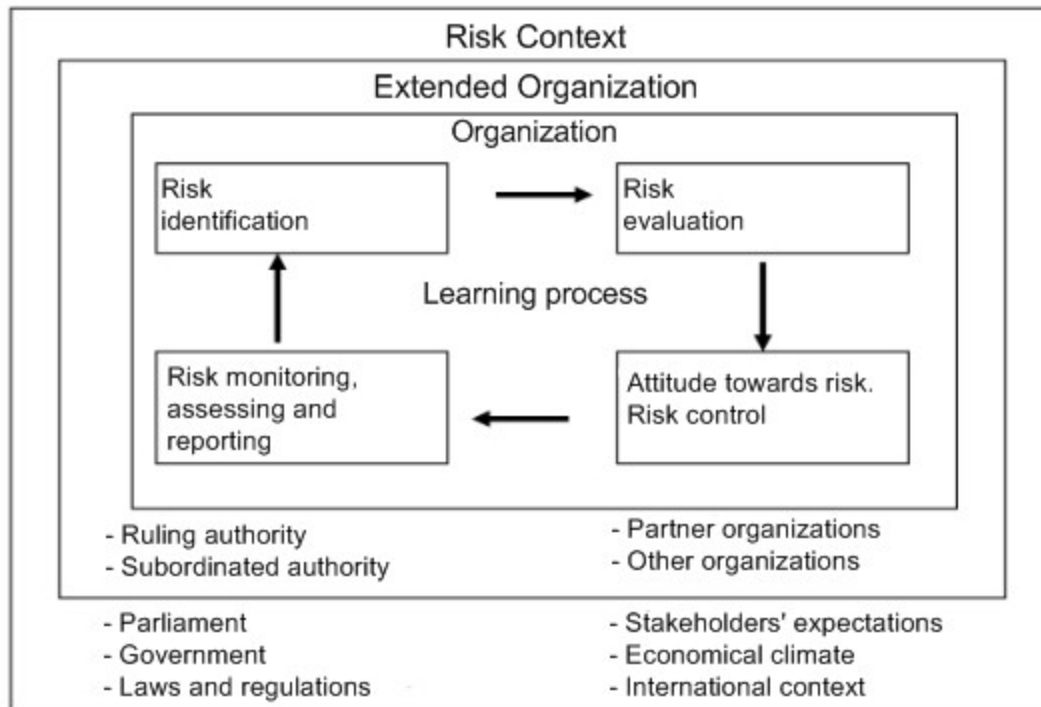 Risk Context
Extended Organization
Organization
Risk
identification
Risk
evaluation
Learning process
Risk monitoring,
assessing and
reporting
Attitude towards risk.
Risk control
- Ruling authority
- Subordinated authority
- Partner organizations
- Other organizations
- Parliament
- Government
- Laws and regulations
- Stakeholders' expectations
- Economical climate
- International context